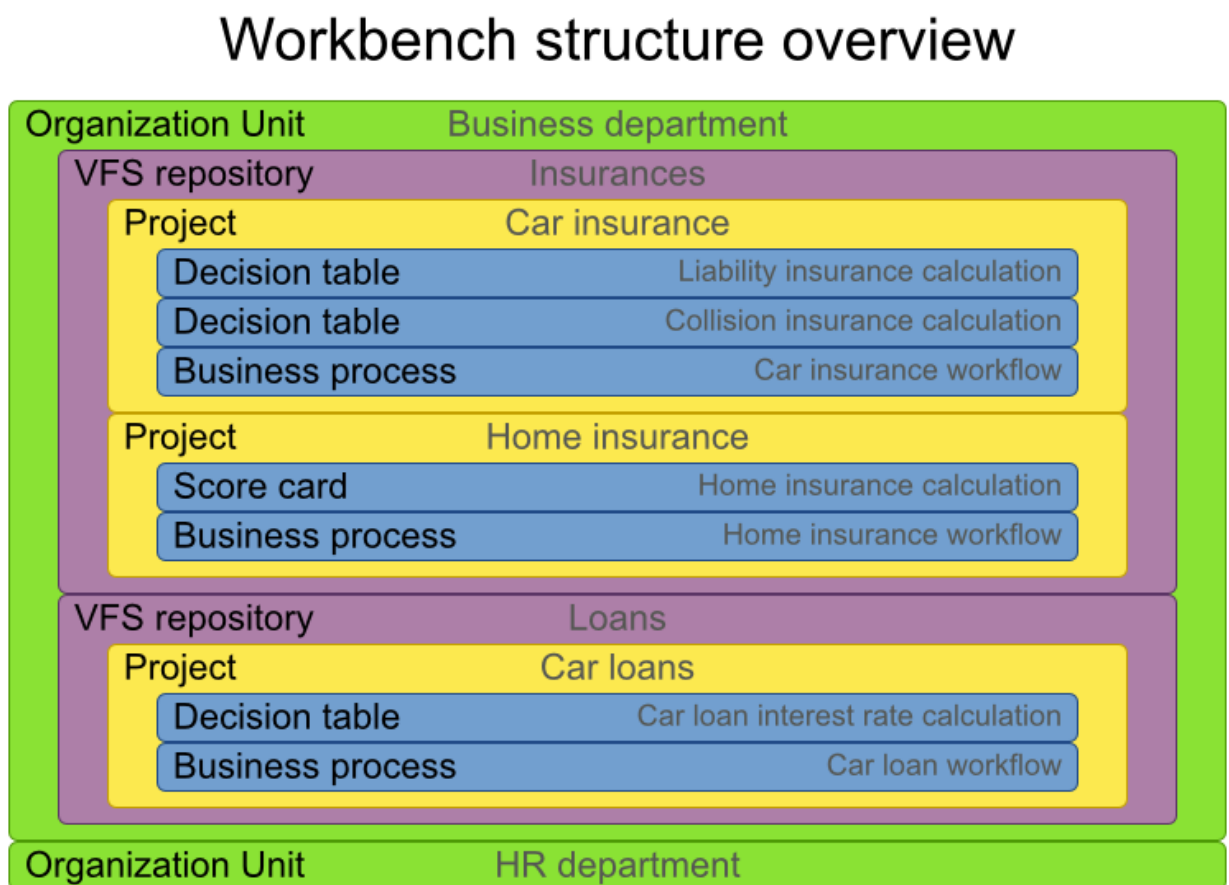 Workbench structure overview
Organization Unit Business department
VFS repository Insurances
Project Car insurance
Decision table Liability insurance calculation
Decision table Collision insurance calculation
Business process Car insurance workflow
Project Home insurance
Score card Home insurance calculation
Business process Home insurance workflow
VFS repository Loans
Project Car loans
Decision table Car loan interest rate calculation
Business process Car loan workflow
Organization Unit HR department